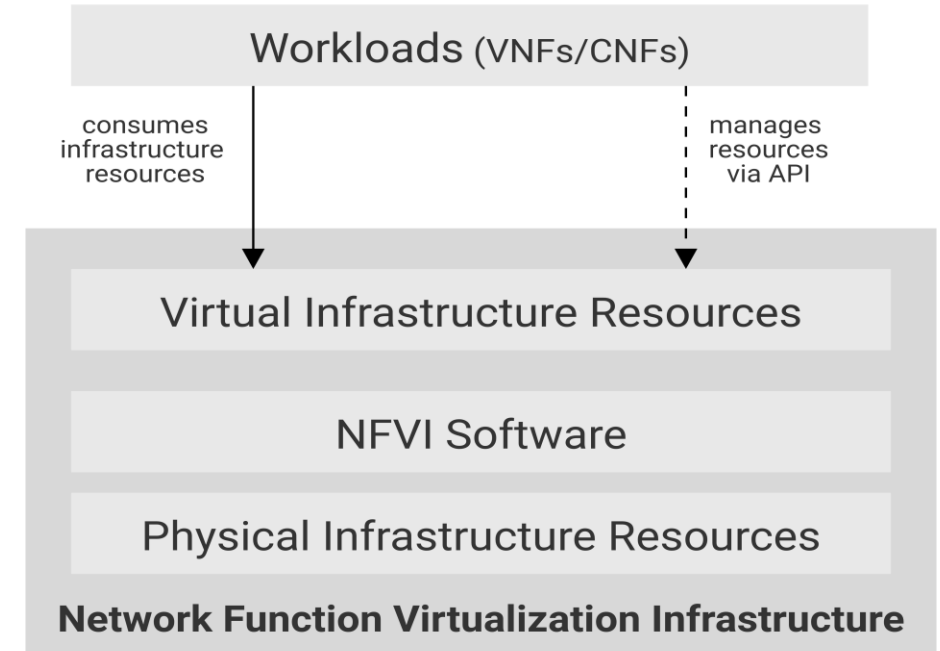 Workloads (VNFs/CNFs)
consumes
infrastructure
resources
manages
resources
via API
Virtual Infrastructure Resources
NFVI Software
Physical Infrastructure Resources
Network Function Virtualization Infrastructure